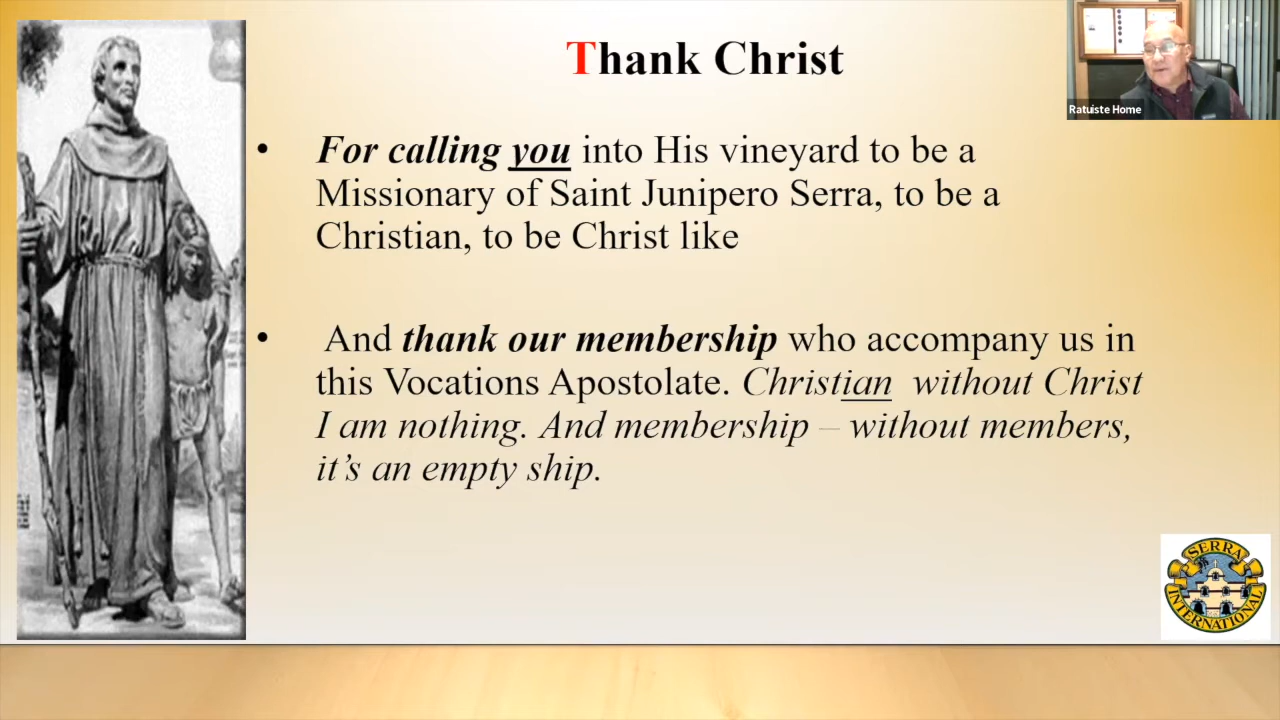 Thank Christ
Ratuiste Home
• For calling you into His vineyard to be a
Missionary of Saint Junipero Serra, to be a
Christian, to be Christ like
• And thank our membership who accompany us in
this Vocations Apostolate. Christian without Christ
I am nothing. And membership – without members,
it’s an empty ship.
SERRA
INTERNATIONAL